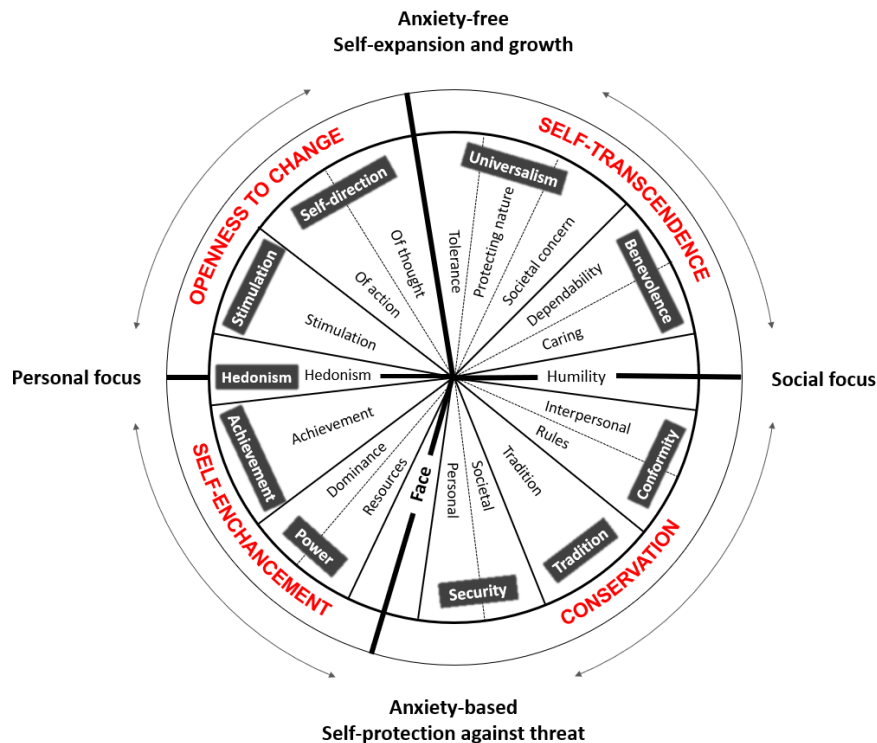 Anxiety-free
Self-expansion and growth
OPENNESS TO CHANGE
SELF-TRANSCENDENCE
Self-direction
Universalism
Stimulation
Benevolence
Of thought
Of action
Tolerance
Protecting nature
Societal concern
Dependability
Caring
Stimulation
Personal focus
Hedonism
Hedonism
Humility
Social focus
Achievement
Achievement
Interpersonal
Rules
Conformity
Dominance
Resources
Face
Personal
Societal
Tradition
Power
Security
Tradition
SELF-ENCHANCEMENT
CONSERVATION
Anxiety-based
Self-protection against threat